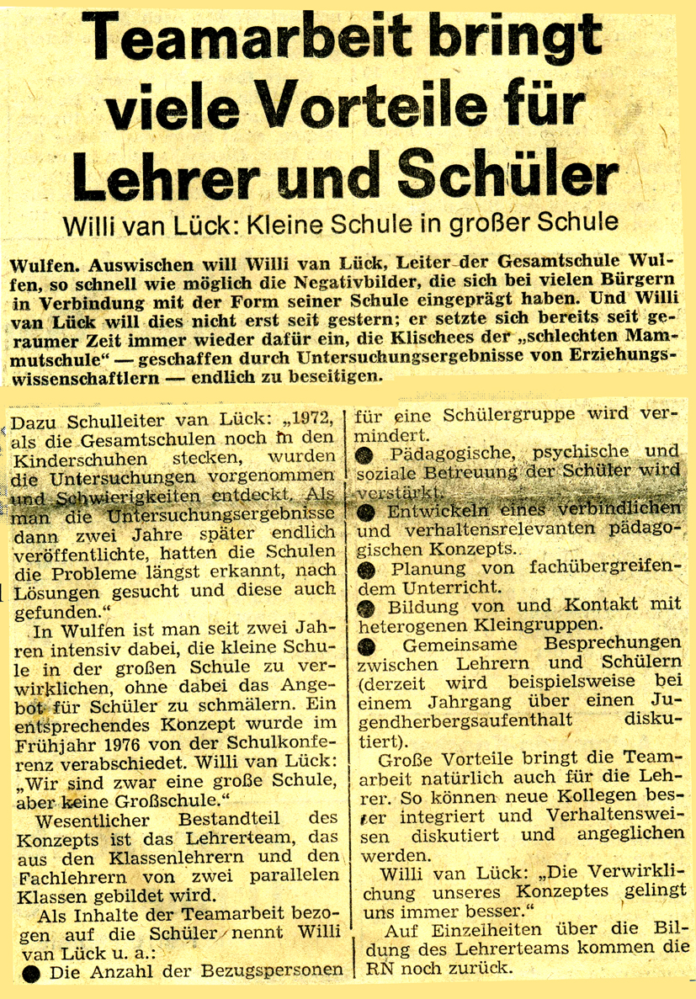 Teamarbeit bringt
viele Vorteile für
Lehrer und Schüler
Willi van Lück: Kleine Schule in großer Schule
Wulfen. Auswischen will Willi van Lück, Leiter der Gesamtschule Wul-
fen, so schnell wie möglich die Negativbilder, die sich bei vielen Bürgern
in Verbindung mit der Form seiner Schule eingeprägt haben. Und Willi
van Lück will dies nicht erst seit gestern; er setzte sich bereits seit ge-
raumer Zeit immer wieder dafür ein, die Klischees der „schlechten Mam-
mutschule“ — geschaffen durch Untersuchungsergebnisse von Erziehungs-
wissenschaftlern — endlich zu beseitigen.
Dazu Schulleiter van Lück: „1972,
als die Gesamtschulen noch in den
Kinderschuhen stecken, wurden
die Untersuchungen vorgenommen
und Schwierigkeiten entdeckt. Als
man die Untersuchungsergebnisse
dann zwei Jahre später endlich
veröffentlichte, hatten die Schulen
die Probleme längst erkannt, nach
Lösungen gesucht und diese auch
gefunden.“
In Wulfen ist man seit zwei Jah-
ren intensiv dabei, die kleine Schu-
le in der großen Schule zu ver-
wirklichen, ohne dabei das Ange-
bot für Schüler zu schmälern. Ein
entsprechendes Konzept wurde im
Frühjahr 1976 von der Schulkonfe-
renz verabschiedet. Willi van Lück:
„Wir sind zwar eine große Schule,
aber keine Großschule.“
Wesentlicher Bestandteil des
Konzepts ist das Lehrerteam, das
aus den Klassenlehrern und den
Fachlehrern von zwei parallelen
Klassen gebildet wird.
Als Inhalte der Teamarbeit bezo-
gen auf die Schüler nennt Willi
van Lück u. a.:
● Die Anzahl der Bezugspersonen
für eine Schülergruppe wird ver-
mindert.
● Pädagogische, psychische und
soziale Betreuung der Schüler wird
verstärkt.
● Entwickeln eines verbindlichen
und verhaltensrelevanten pädago-
gischen Konzepts.
● Planung von fachübergreifen-
dem Unterricht.
● Bildung von und Kontakt mit
heterogenen Kleingruppen.
● Gemeinsame Besprechungen
zwischen Lehrern und Schülern
(derzeit wird beispielsweise bei
einem Jahrgang über einen Ju-
gendherbergsaufenthalt disku-
tiert).
Große Vorteile bringt die Team-
arbeit natürlich auch für die Leh-
rer. So können neue Kollegen bes-
ser integriert und Verhaltenswei-
sen diskutiert und angeglichen
werden.
Willi van Lück: „Die Verwirkli-
chung unseres Konzeptes gelingt
uns immer besser.“
Auf Einzelheiten über die Bil-
dung des Lehrerteams kommen die
RN noch zurück.